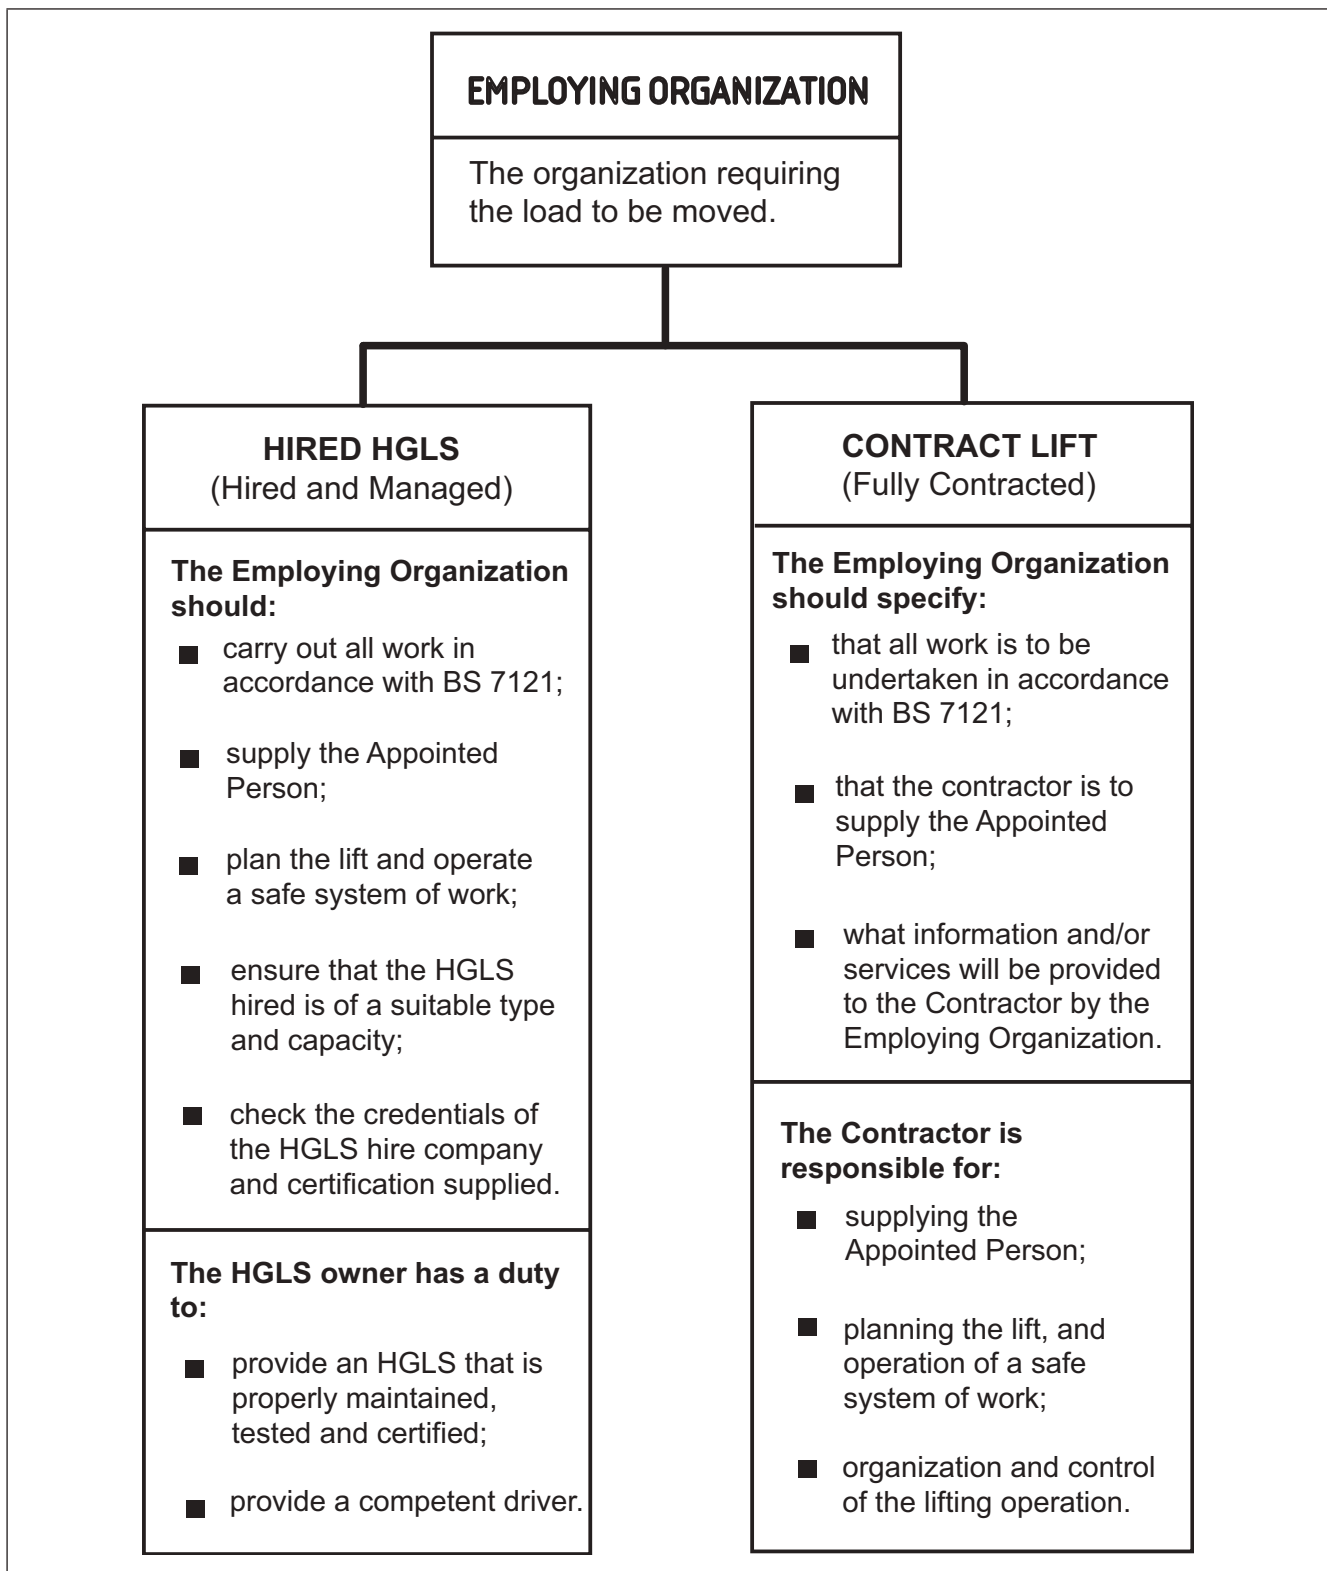 EMPLOYING ORGANIZATION
The organization requiring
the load to be moved.
HIRED HGLS
(Hired and Managed)
The Employing Organization
should:
■ carry out all work in
accordance with BS 7121;
■ supply the Appointed
Person;
■ plan the lift and operate
a safe system of work;
■ ensure that the HGLS
hired is of a suitable type
and capacity;
■ check the credentials of
the HGLS hire company
and certification supplied.
The HGLS owner has a duty
to:
■ provide an HGLS that is
properly maintained,
tested and certified;
■ provide a competent driver.
CONTRACT LIFT
(Fully Contracted)
The Employing Organization
should specify:
■ that all work is to be
undertaken in accordance
with BS 7121;
■ that the contractor is to
supply the Appointed
Person;
■ what information and/or
services will be provided
to the Contractor by the
Employing Organization.
The Contractor is
responsible for:
■ supplying the
Appointed Person;
■ planning the lift, and
operation of a safe
system of work;
■ organization and control
of the lifting operation.